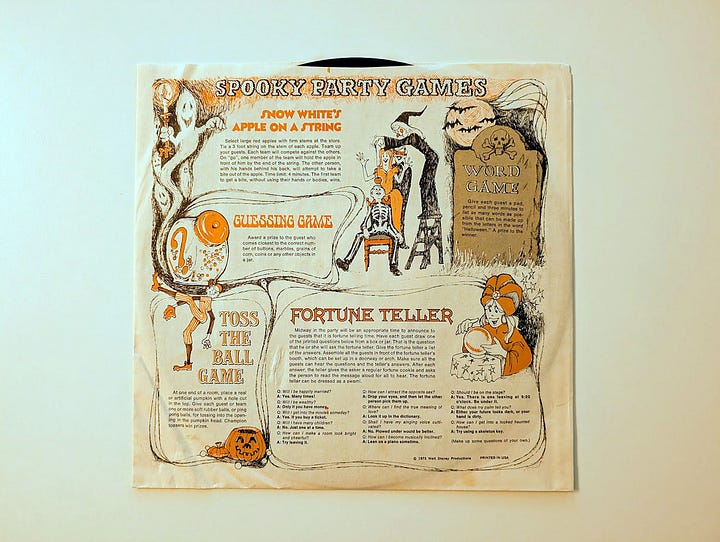 SPOOKY PARTY GAMES
SNOW WHITE'S
APPLE ON A STRING
Select large red apples with firm stems at the store.
Tie a 3 foot string on the stem of each apple. Team up
your guests. Each team will compete against the others.
On "go", one member of the team will hold the apple in
front of him by the end of the string. The other person,
with his hands behind his back, will attempt to take a
bite out of the apple. Time limit: 4 minutes. The first team
to get a bite, without using their hands or bodies, wins.
WORD
GAME
Give each guest a pad,
pencil and three minutes to
list as many words as pos-
sible that can be made up
from the letters in the word
"Halloween." A prize to the
winner.
GUESSING GAME
Award a prize to the guest who
comes closest to the correct num-
ber of buttons, marbles, grains of
corn, coins or any other objects in
a jar.
TOSS
THE
BALL
GAME
At one end of a room, place a real
or artificial pumpkin with a hole cut
in the top. Give each guest or team
one or more soft rubber balls, or ping
pong balls, for tossing into the open-
ing in the pumpkin head. Champion
tossers win prizes.
FORTUNE TELLER
Midway in the party will be an appropriate time to announce to
the guests that it is fortune telling time. Have each guest draw one
of the printed questions below from a box or jar. That is the question
that he or she will ask the fortune teller. Give the fortune teller a list
of the answers. Assemble all the guests in front of the fortune teller's
booth, which can be set up in a doorway or arch. Make sure all the
guests can hear the questions and the teller's answers. After each
answer, the teller gives the asker a regular fortune cookie and asks
the person to read the message aloud for all to hear. The fortune
teller can be dressed as a swami.
Q: Will I be happily married?
A: Yes. Many times!
Q: Will I be wealthy?
A: Only if you have money.
Q: Will I get into the movies someday?
A: Yes. If you buy a ticket.
Q: Will I have many children?
A: No. Just one at a time.
Q: How can I make a room look bright
and cheerful?
A: Try leaving it.
Q: How can I attract the opposite sex?
A: Drop your eyes, and then let the other
person pick them up.
Q: Where can I find the true meaning of
love?
A: Look it up in the dictionary.
Q: Shall I have my singing voice culti-
vated?
A: No. Plowed under would be better.
Q: How can I become musically inclined?
A: Lean on a piano sometime.
Q: Should I be on the stage?
A: Yes. There is one leaving at 9:00
o'clock. Be under it.
Q: What does my palm tell you?
A: Either your future looks dark, or your
hand is dirty.
Q: How can I get into a locked haunted
house?
A: Try using a skeleton key.
(Make up some questions of your own.)
© 1975 Walt Disney Productions PRINTED IN USA